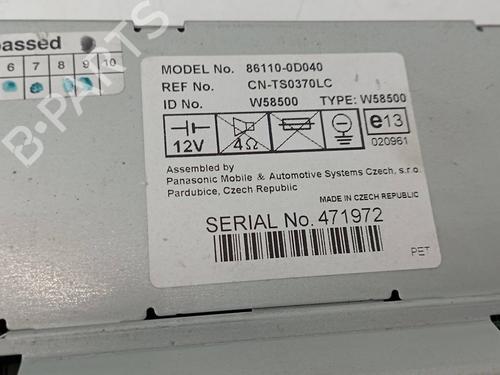 passed
6 7 8 9 10
MODEL No. 86110-0D040
REF No. CN-TS0370LC
ID No. W58500 TYPE: W58500
12V 4Ω e13
020961
Assembled by
Panasonic Mobile & Automotive Systems Czech, s.r.o.
Pardubice, Czech Republic
MADE IN CZECH REPUBLIC
SERIAL No. 471972
PET
B-PARTS